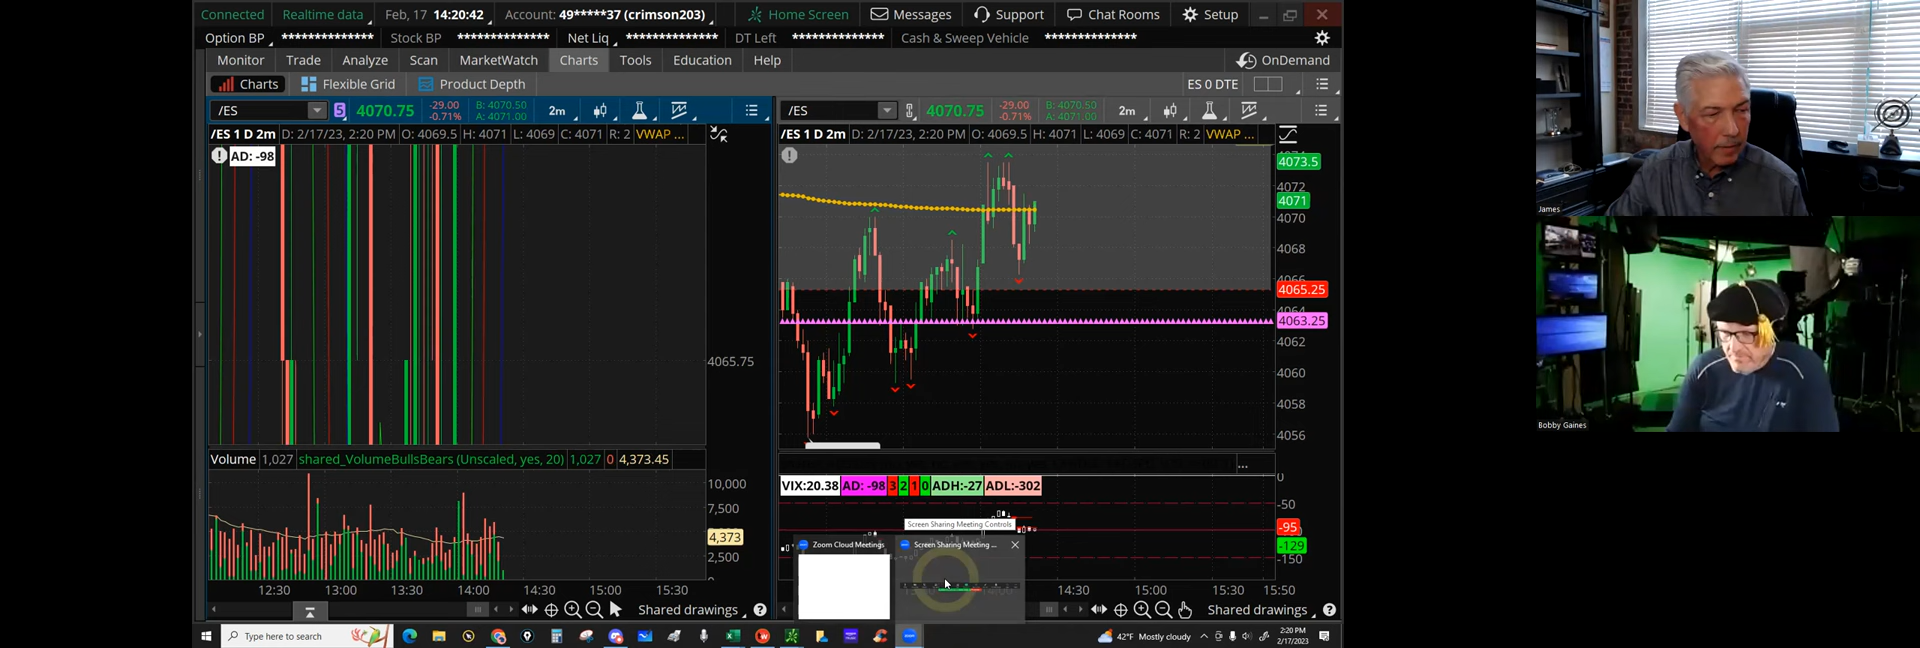 Connected Realtime data Feb, 17 14:20:42 Account: 49*****37 (crimson203) Home Screen Messages Support Chat Rooms Setup
Option BP ************** Stock BP ************** Net Liq ************** DT Left ************** Cash & Sweep Vehicle **************
Monitor Trade Analyze Scan MarketWatch Charts Tools Education Help OnDemand
Charts Flexible Grid Product Depth ES 0 DTE
/ES 5 4070.75 -29.00 -0.71% B: 4070.50 A: 4071.00 2m
/ES 1 D 2m D: 2/17/23, 2:20 PM O: 4069.5 H: 4071 L: 4069 C: 4071 R: 2 VWAP ...
AD: -98
4065.75
Volume 1,027 shared_VolumeBullsBears (Unscaled, yes, 20) 1,027 0 4,373.45
10,000
7,500
4,373
2,500
0
12:30 13:00 13:30 14:00 14:30 15:00 15:30
Shared drawings
/ES 4070.75 -29.00 -0.71% B: 4070.50 A: 4071.00 2m
/ES 1 D 2m D: 2/17/23, 2:20 PM O: 4069.5 H: 4071 L: 4069 C: 4071 R: 2 VWAP ...
4073.5
4072
4071
4070
4068
4065.25
4063.25
4062
4060
4058
4056
...
VIX:20.38 AD: -98 3 2 1 0 ADH:-27 ADL:-302
0
-50
-95
-129
-150
Screen Sharing Meeting Controls
Zoom Cloud Meetings Screen Sharing Meeting ...
14:30 15:00 15:30 15:50
Shared drawings
Type here to search
42°F Mostly cloudy
2:20 PM
2/17/2023
James
Bobby Gaines